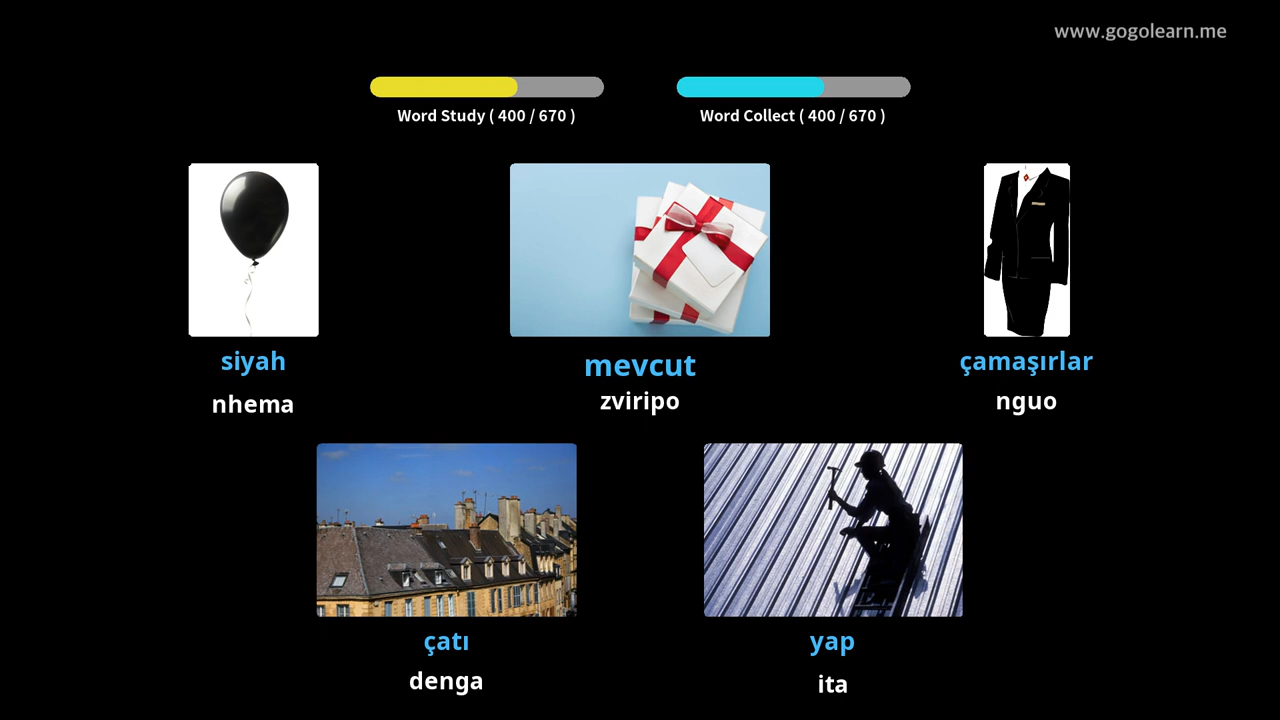 www.gogolearn.me
Word Study ( 400 / 670 )
Word Collect ( 400 / 670 )
siyah
nhema
mevcut
zviripo
çamaşırlar
nguo
çatı
denga
yap
ita